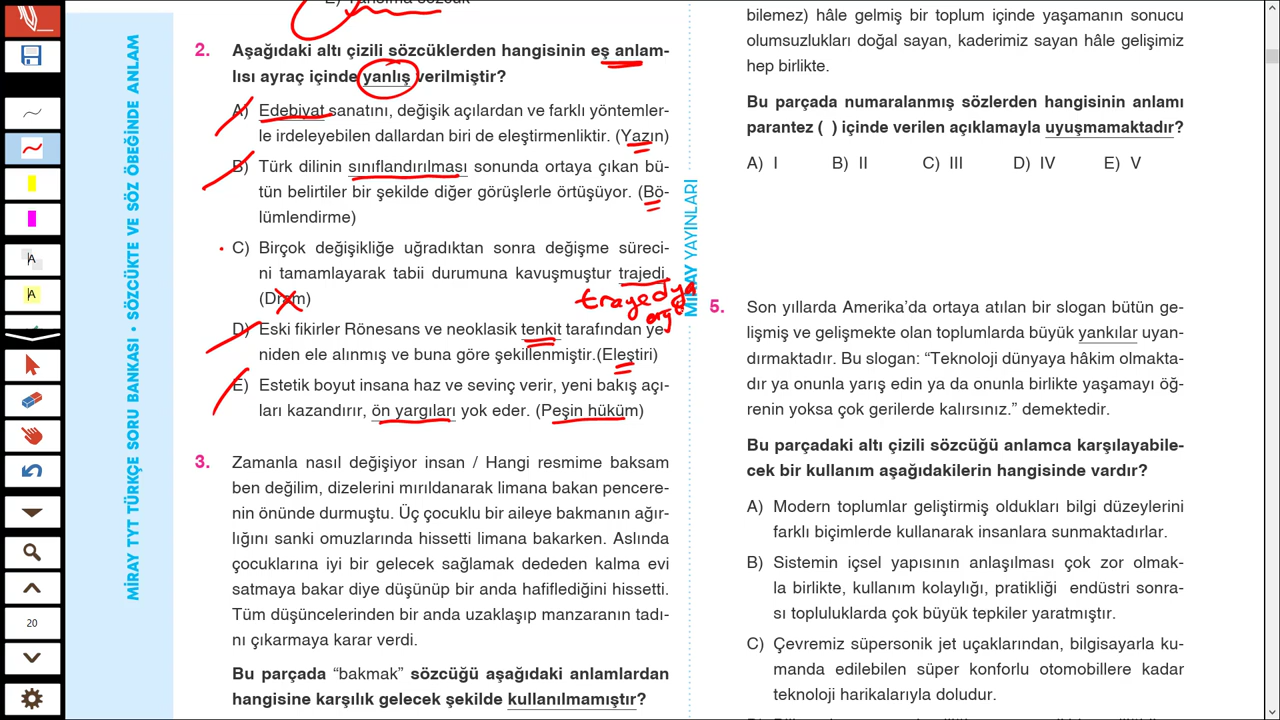 2. Aşağıdaki altı çizili sözcüklerden hangisinin eş anlam-
lısı ayraç içinde yanlış verilmiştir?
A) Edebiyat sanatını, değişik açılardan ve farklı yöntemler-
le irdeleyebilen dallardan biri de eleştirmenliktir. (Yazın)
B) Türk dilinin sınıflandırılması sonunda ortaya çıkan bü-
tün belirtiler bir şekilde diğer görüşlerle örtüşüyor. (Bö-
lümlendirme)
C) Birçok değişikliğe uğradıktan sonra değişme süreci-
ni tamamlayarak tabii durumuna kavuşmuştur trajedi.
(Dram)
trayedya
D) Eski fikirler Rönesans ve neoklasik tenkit tarafından ye-
niden ele alınmış ve buna göre şekillenmiştir.(Eleştiri)
E) Estetik boyut insana haz ve sevinç verir, yeni bakış açı-
ları kazandırır, ön yargıları yok eder. (Peşin hüküm)
3. Zamanla nasıl değişiyor insan / Hangi resmime baksam
ben değilim, dizelerini mırıldanarak limana bakan pencere-
nin önünde durmuştu. Üç çocuklu bir aileye bakmanın ağır-
lığını sanki omuzlarında hissetti limana bakarken. Aslında
çocuklarına iyi bir gelecek sağlamak dededen kalma evi
satmaya bakar diye düşünüp bir anda hafiflediğini hissetti.
Tüm düşüncelerinden bir anda uzaklaşıp manzaranın tadı-
nı çıkarmaya karar verdi.
Bu parçada “bakmak” sözcüğü aşağıdaki anlamlardan
hangisine karşılık gelecek şekilde kullanılmamıştır?
bilemez) hâle gelmiş bir toplum içinde yaşamanın sonucu
olumsuzlukları doğal sayan, kaderimiz sayan hâle gelişimiz
hep birlikte.
Bu parçada numaralanmış sözlerden hangisinin anlamı
parantez ( ) içinde verilen açıklamayla uyuşmamaktadır?
A) I B) II C) III D) IV E) V
5. Son yıllarda Amerika’da ortaya atılan bir slogan bütün ge-
lişmiş ve gelişmekte olan toplumlarda büyük yankılar uyan-
dırmaktadır. Bu slogan: “Teknoloji dünyaya hâkim olmakta-
dır ya onunla yarış edin ya da onunla birlikte yaşamayı öğ-
renin yoksa çok gerilerde kalırsınız.” demektedir.
Bu parçadaki altı çizili sözcüğü anlamca karşılayabile-
cek bir kullanım aşağıdakilerin hangisinde vardır?
A) Modern toplumlar geliştirmiş oldukları bilgi düzeylerini
farklı biçimlerde kullanarak insanlara sunmaktadırlar.
B) Sistemin içsel yapısının anlaşılması çok zor olmak-
la birlikte kullanım kolaylığı, pratikliği endüstri sonra-
sı topluluklarda çok büyük tepkiler yaratmıştır.
C) Çevremiz süpersonik jet uçaklarından, bilgisayarla ku-
manda edilebilen süper konforlu otomobillere kadar
teknoloji harikalarıyla doludur.
MİRAY TYT TÜRKÇE SORU BANKASI • SÖZCÜKTE VE SÖZ ÖBEĞİNDE ANLAM
MİRAY YAYINLARI
A
A
20